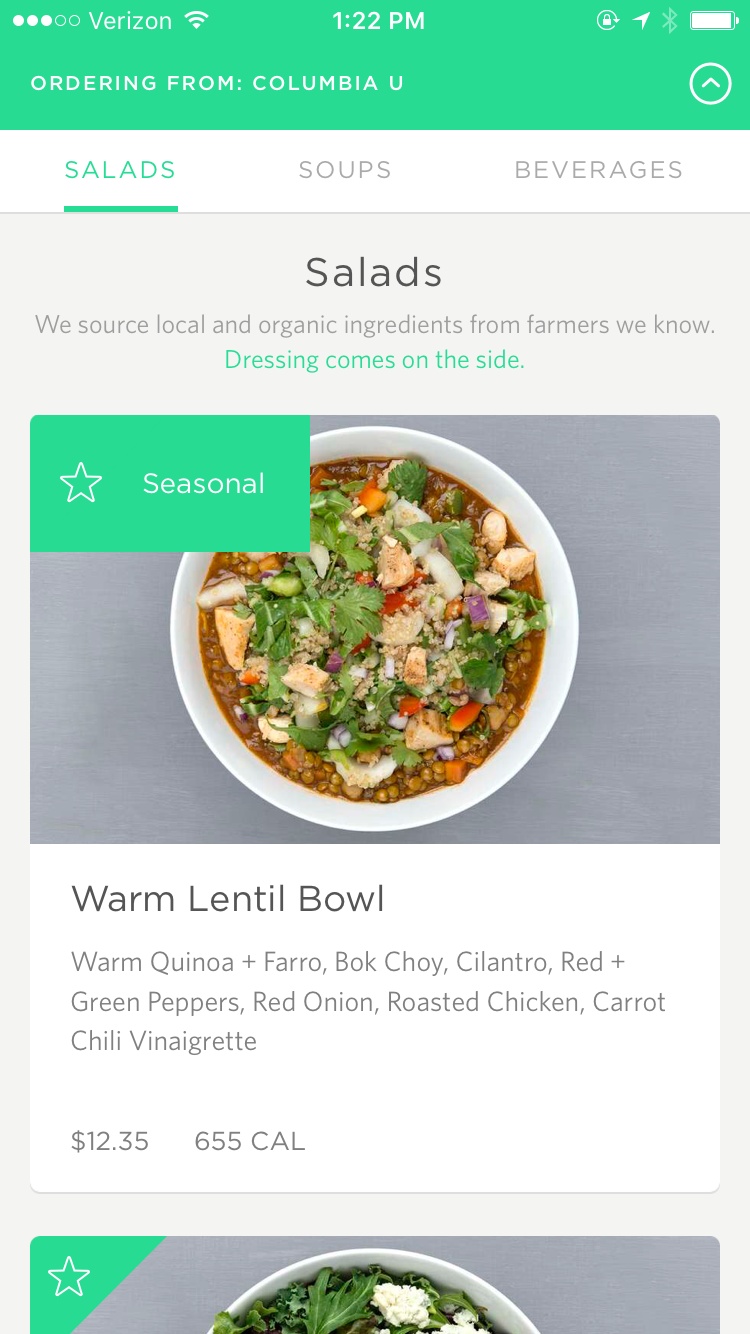 Verizon 1:22 PM
ORDERING FROM: COLUMBIA U
SALADS SOUPS BEVERAGES
Salads
We source local and organic ingredients from farmers we know.
Dressing comes on the side.
Seasonal
Warm Lentil Bowl
Warm Quinoa + Farro, Bok Choy, Cilantro, Red +
Green Peppers, Red Onion, Roasted Chicken, Carrot
Chili Vinaigrette
$12.35 655 CAL